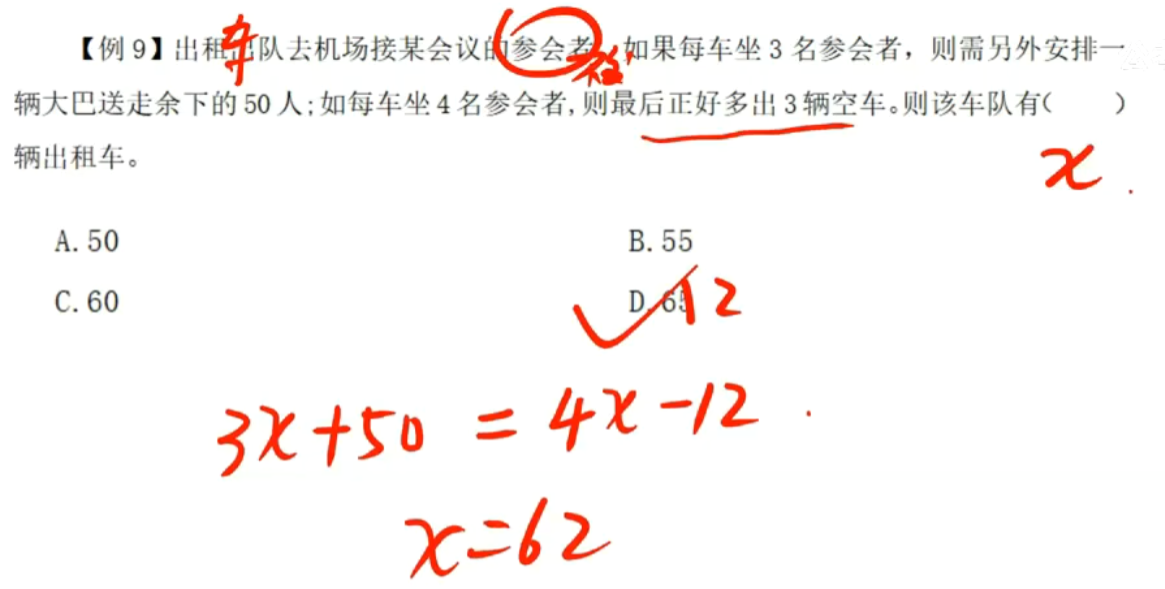 【例 9】出租车队去机场接某会议的参会者,如果每车坐 3 名参会者，则需另外安排一
辆大巴送走余下的 50 人;如每车坐 4 名参会者,则最后正好多出 3 辆空车。则该车队有( )
x
辆出租车。
A.50 B.55
C.60 D.65
12
3x+50 = 4x-12
x=62